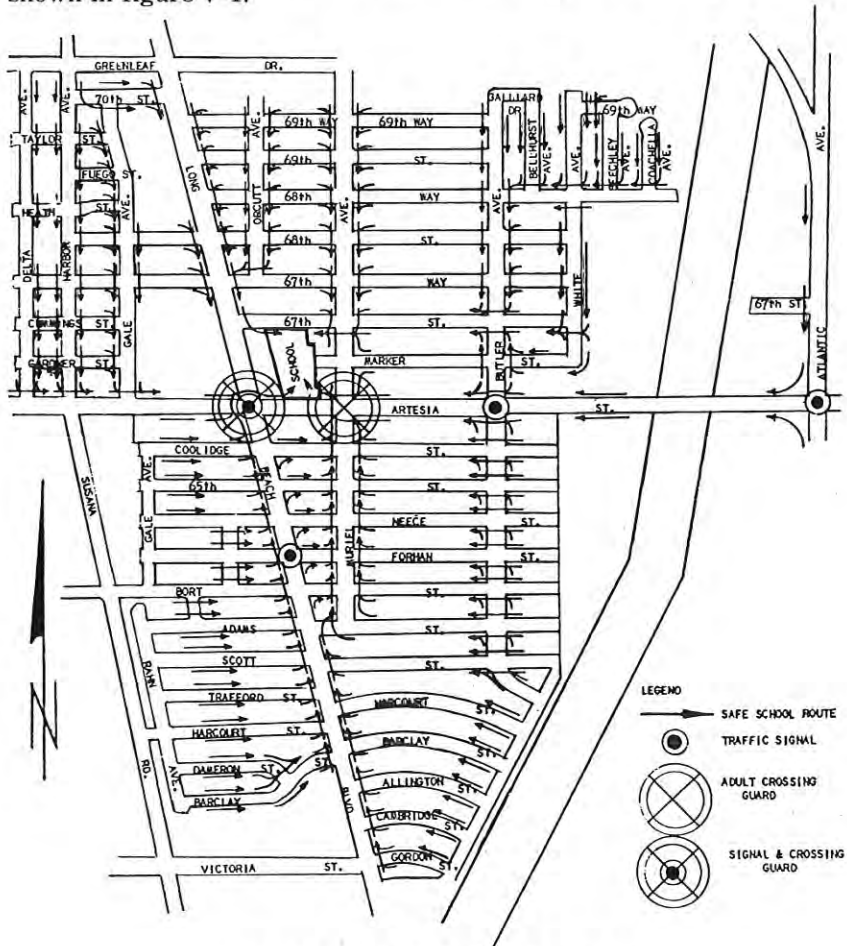 shown in figure 7-1.
GREENLEAF DR.
70th ST.
AVE. AVE.
TAYLOR ST.
FUEGO ST.
HEATH ST.
AVE.
DELTA
HARBOR
GALE
CUMMINGS ST.
GARDNER ST.
LONG
AVE.
ORCUTT
69th WAY 69th WAY
69th ST.
68th WAY
AVE.
68th ST.
67th WAY
67th ST.
SCHOOL
MARKER ST.
ARTESIA ST.
GALLIARD
DR
BELLHURST
AVE.
AVE.
BEECHLEY
AVE.
COACHELLA
AVE.
69th WAY
AVE.
BUTLER
WHITE
AVE.
67th ST
ATLANTIC
COOLIDGE ST.
65th ST.
AVE.
GALE
SUSANA
BEACH
NEECE ST.
MURIEL
FORHAN ST.
BORT ST.
ADAMS ST.
SCOTT ST.
TRAFFORD ST.
HARCOURT ST.
DAMERON ST.
BARCLAY ST.
BAHN
AVE.
RD.
HARCOURT ST.
BARCLAY ST.
ALLINGTON ST.
CAMBRIDGE ST.
GORDON ST.
BLVD.
VICTORIA ST.
N
LEGEND
SAFE SCHOOL ROUTE
TRAFFIC SIGNAL
ADULT CROSSING
GUARD
SIGNAL & CROSSING
GUARD